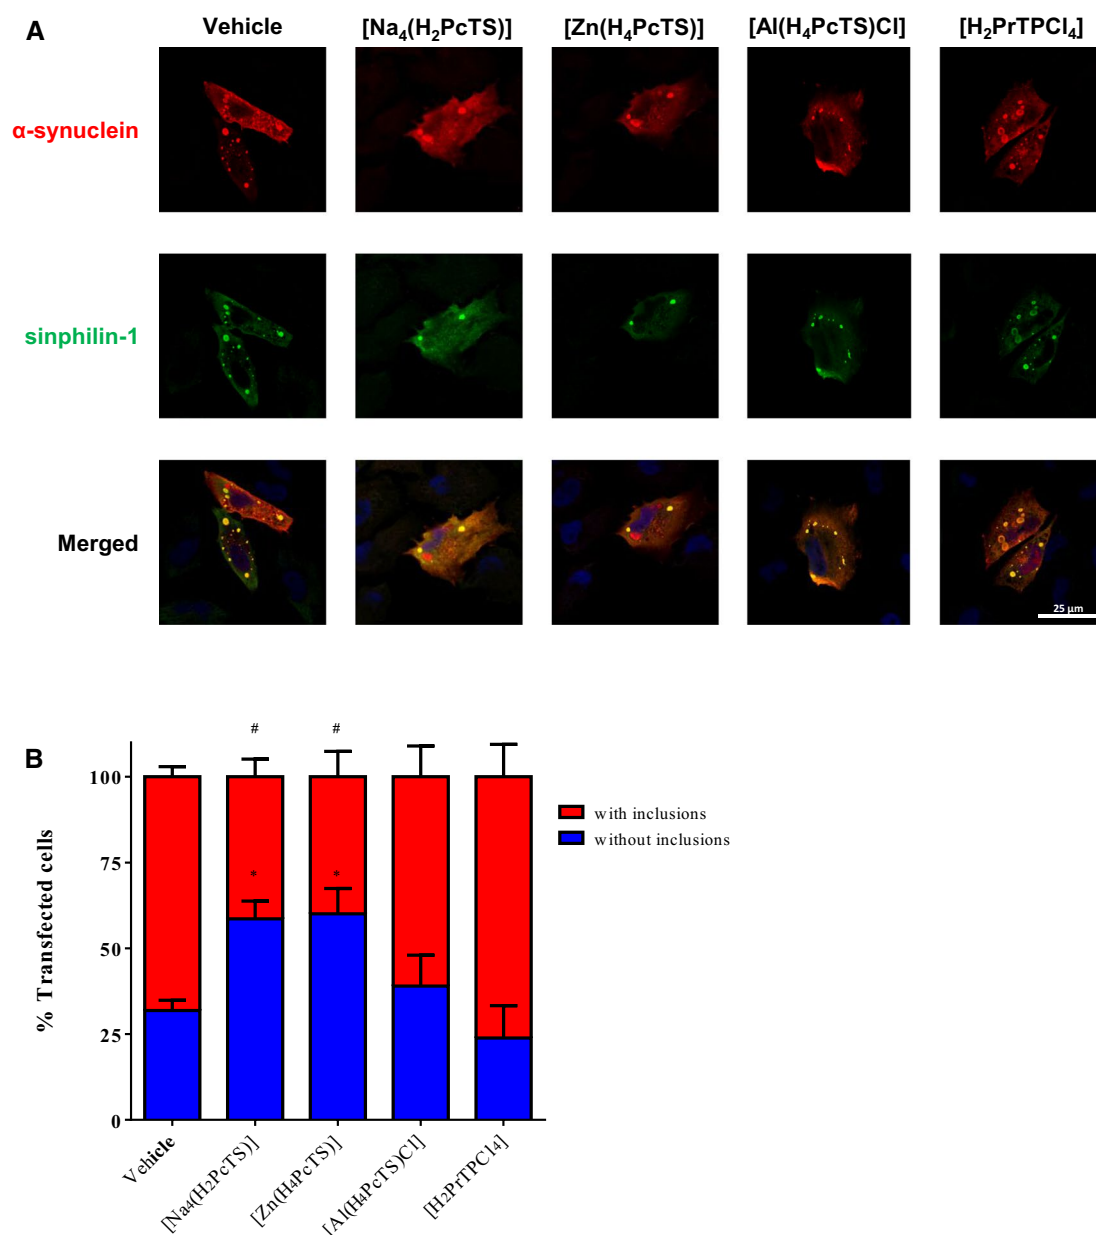 A
Vehicle
[Na₄(H₂PcTS)]
[Zn(H₄PcTS)]
[Al(H₄PcTS)Cl]
[H₂PrTPCl₄]
α-synuclein
sinphilin-1
Merged
25 µm
B
# #
100
75
50
25
0
* *
% Transfected cells
with inclusions
without inclusions
Vehicle
[Na4(H2PcTS)]
[Zn(H4PcTS)]
[Al(H4PcTS)Cl]
[H2PrTPCl4]